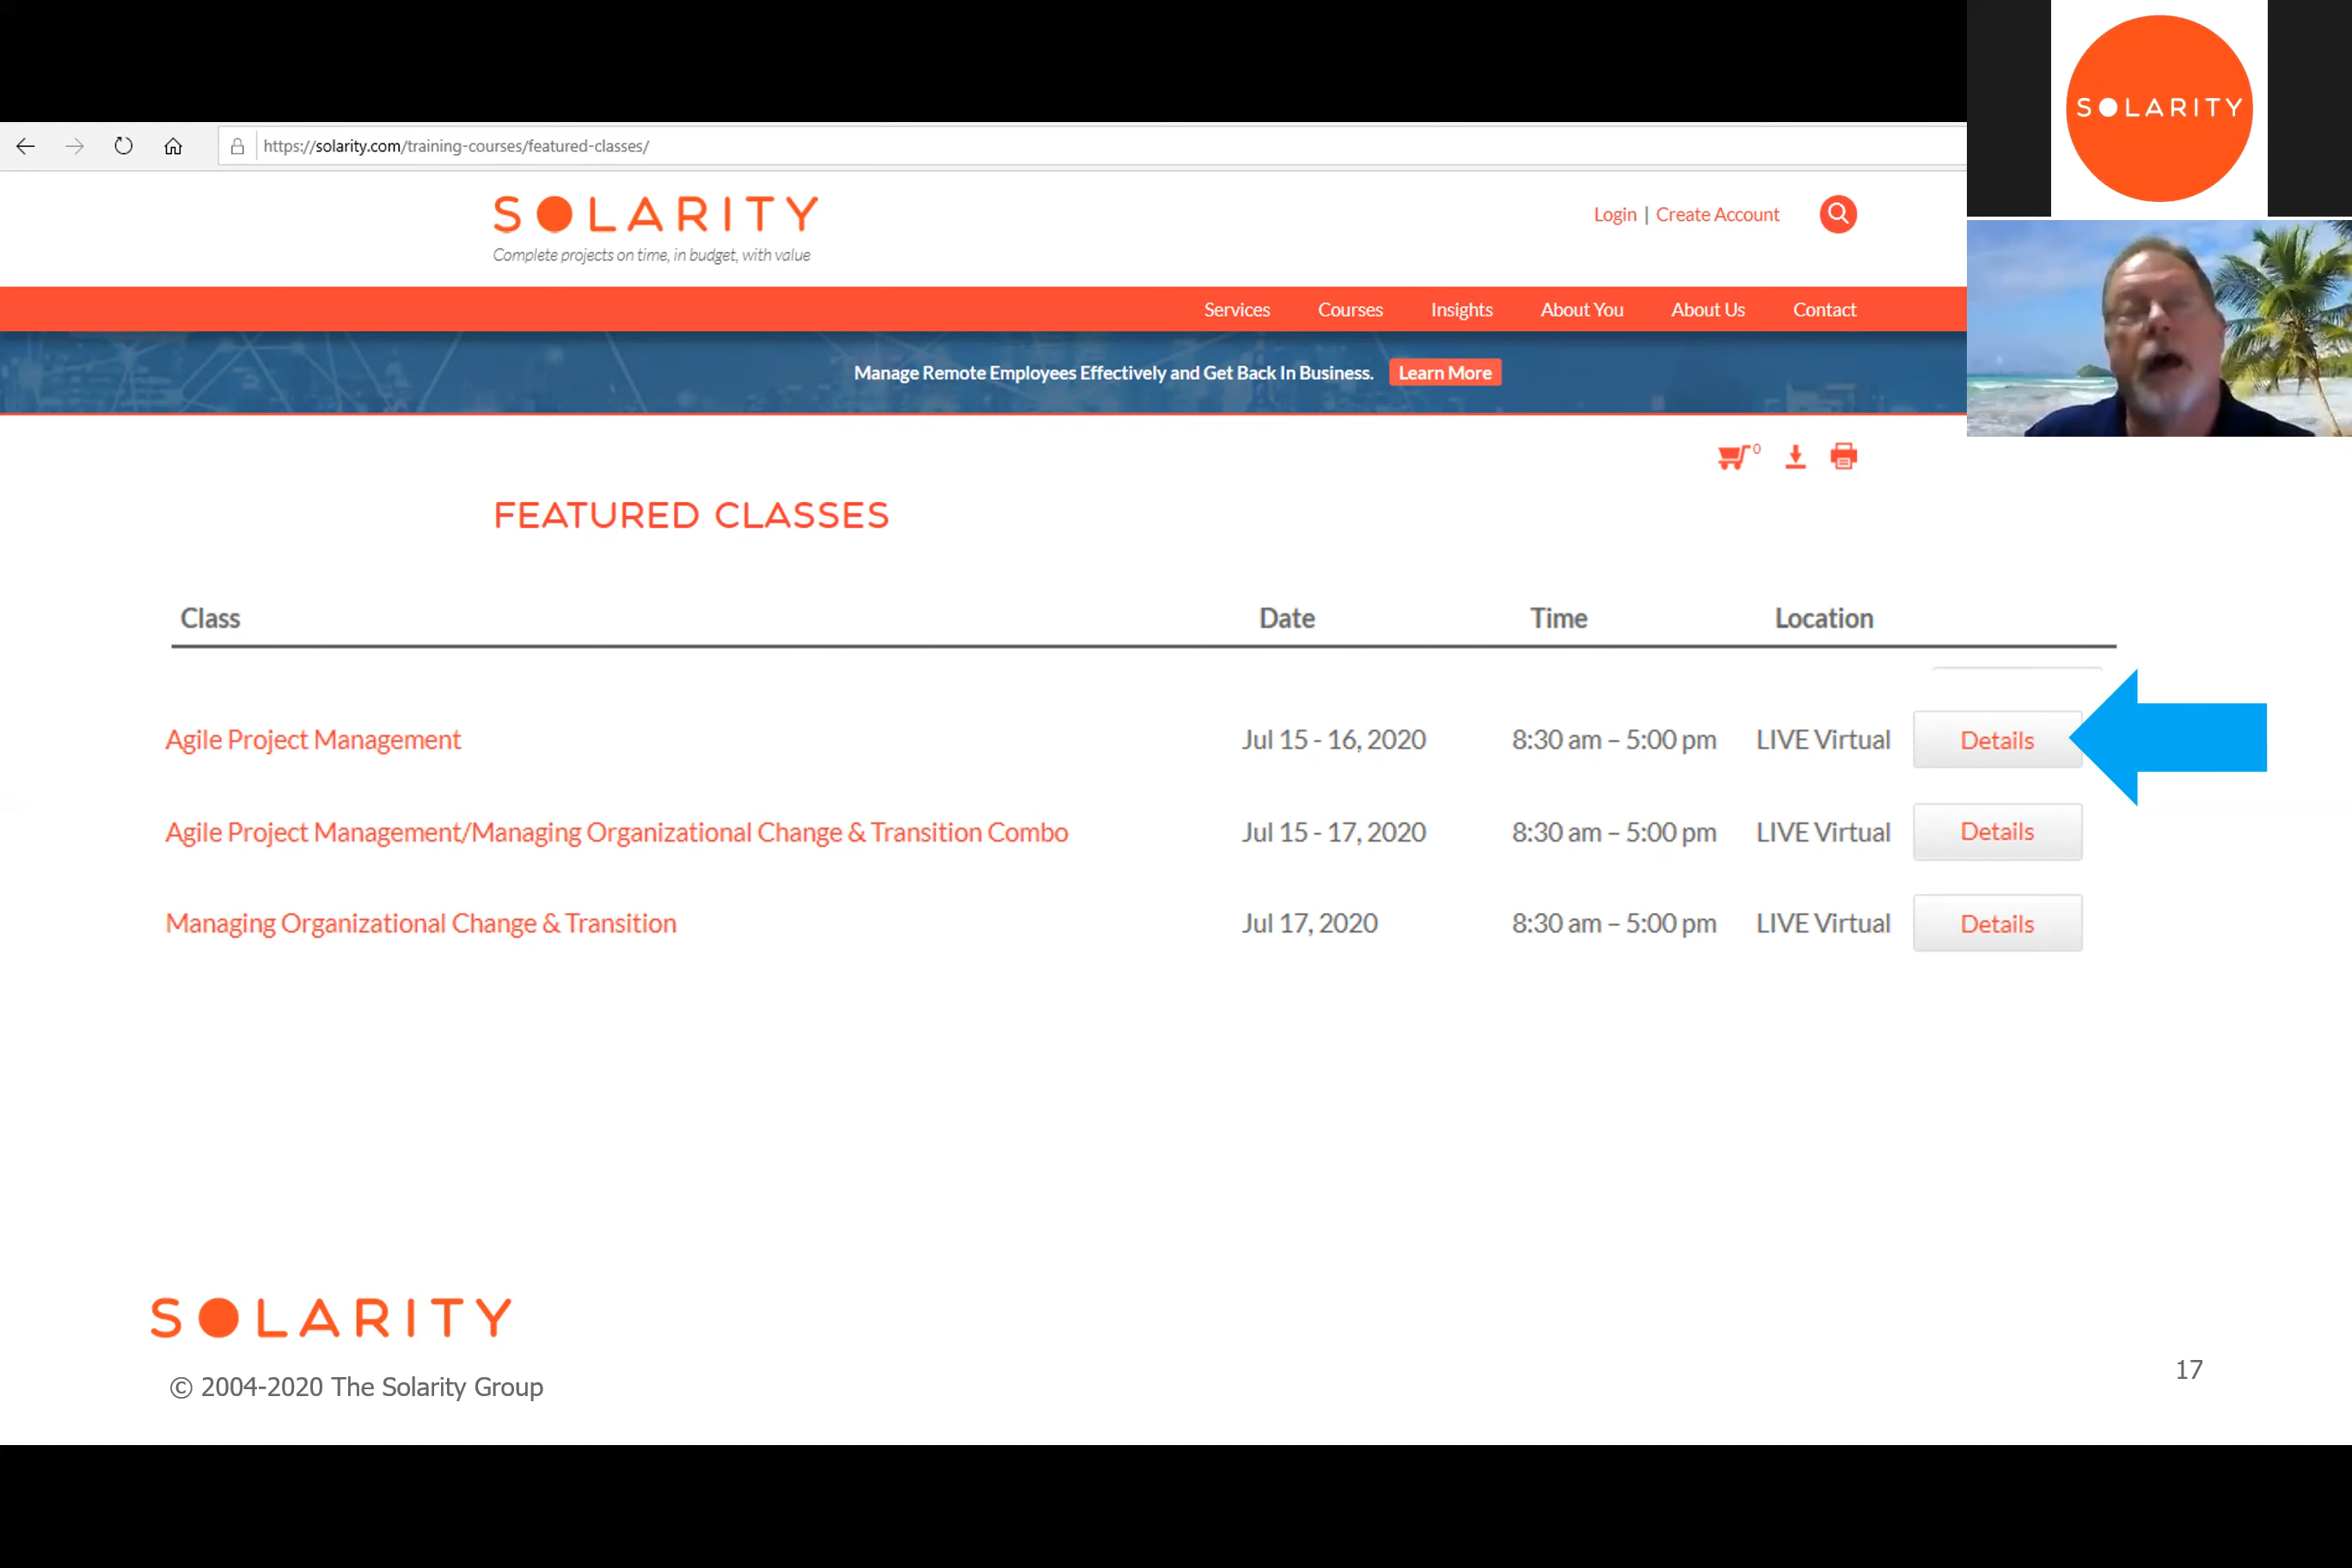 SOLARITY
https://solarity.com/training-courses/featured-classes/
SOLARITY
Complete projects on time, in budget, with value
Login | Create Account
Services Courses Insights About You About Us Contact
Manage Remote Employees Effectively and Get Back In Business. Learn More
0
FEATURED CLASSES
Class Date Time Location
Agile Project Management Jul 15 - 16, 2020 8:30 am – 5:00 pm LIVE Virtual Details
Agile Project Management/Managing Organizational Change & Transition Combo Jul 15 - 17, 2020 8:30 am – 5:00 pm LIVE Virtual Details
Managing Organizational Change & Transition Jul 17, 2020 8:30 am – 5:00 pm LIVE Virtual Details
SOLARITY
© 2004-2020 The Solarity Group
17